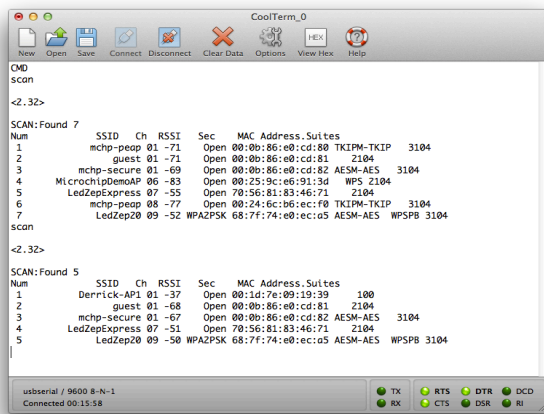 CoolTerm_0
New Open Save Connect Disconnect Clear Data Options View Hex Help
HEX
CMD
scan
<2.32>
SCAN:Found 7
Num SSID Ch RSSI Sec MAC Address.Suites
1 mchp-peap 01 -71 Open 00:0b:86:e0:cd:80 TKIPM-TKIP 3104
2 guest 01 -71 Open 00:0b:86:e0:cd:81 2104
3 mchp-secure 01 -69 Open 00:0b:86:e0:cd:82 AESM-AES 3104
4 MicrochipDemoAP 06 -83 Open 00:25:9c:e6:91:3d WPS 2104
5 LedZepExpress 07 -55 Open 70:56:81:83:46:71 2104
6 mchp-peap 08 -77 Open 00:24:6c:b6:ec:f0 TKIPM-TKIP 3104
7 LedZep20 09 -52 WPA2PSK 68:7f:74:e0:ec:a5 AESM-AES WPSPB 3104
scan
<2.32>
SCAN:Found 5
Num SSID Ch RSSI Sec MAC Address.Suites
1 Derrick-AP1 01 -37 Open 00:1d:7e:09:19:39 100
2 guest 01 -68 Open 00:0b:86:e0:cd:81 2104
3 mchp-secure 01 -67 Open 00:0b:86:e0:cd:82 AESM-AES 3104
4 LedZepExpress 07 -51 Open 70:56:81:83:46:71 2104
5 LedZep20 09 -50 WPA2PSK 68:7f:74:e0:ec:a5 AESM-AES WPSPB 3104
usbserial / 9600 8-N-1
Connected 00:15:58
TX RTS DTR DCD
RX CTS DSR RI